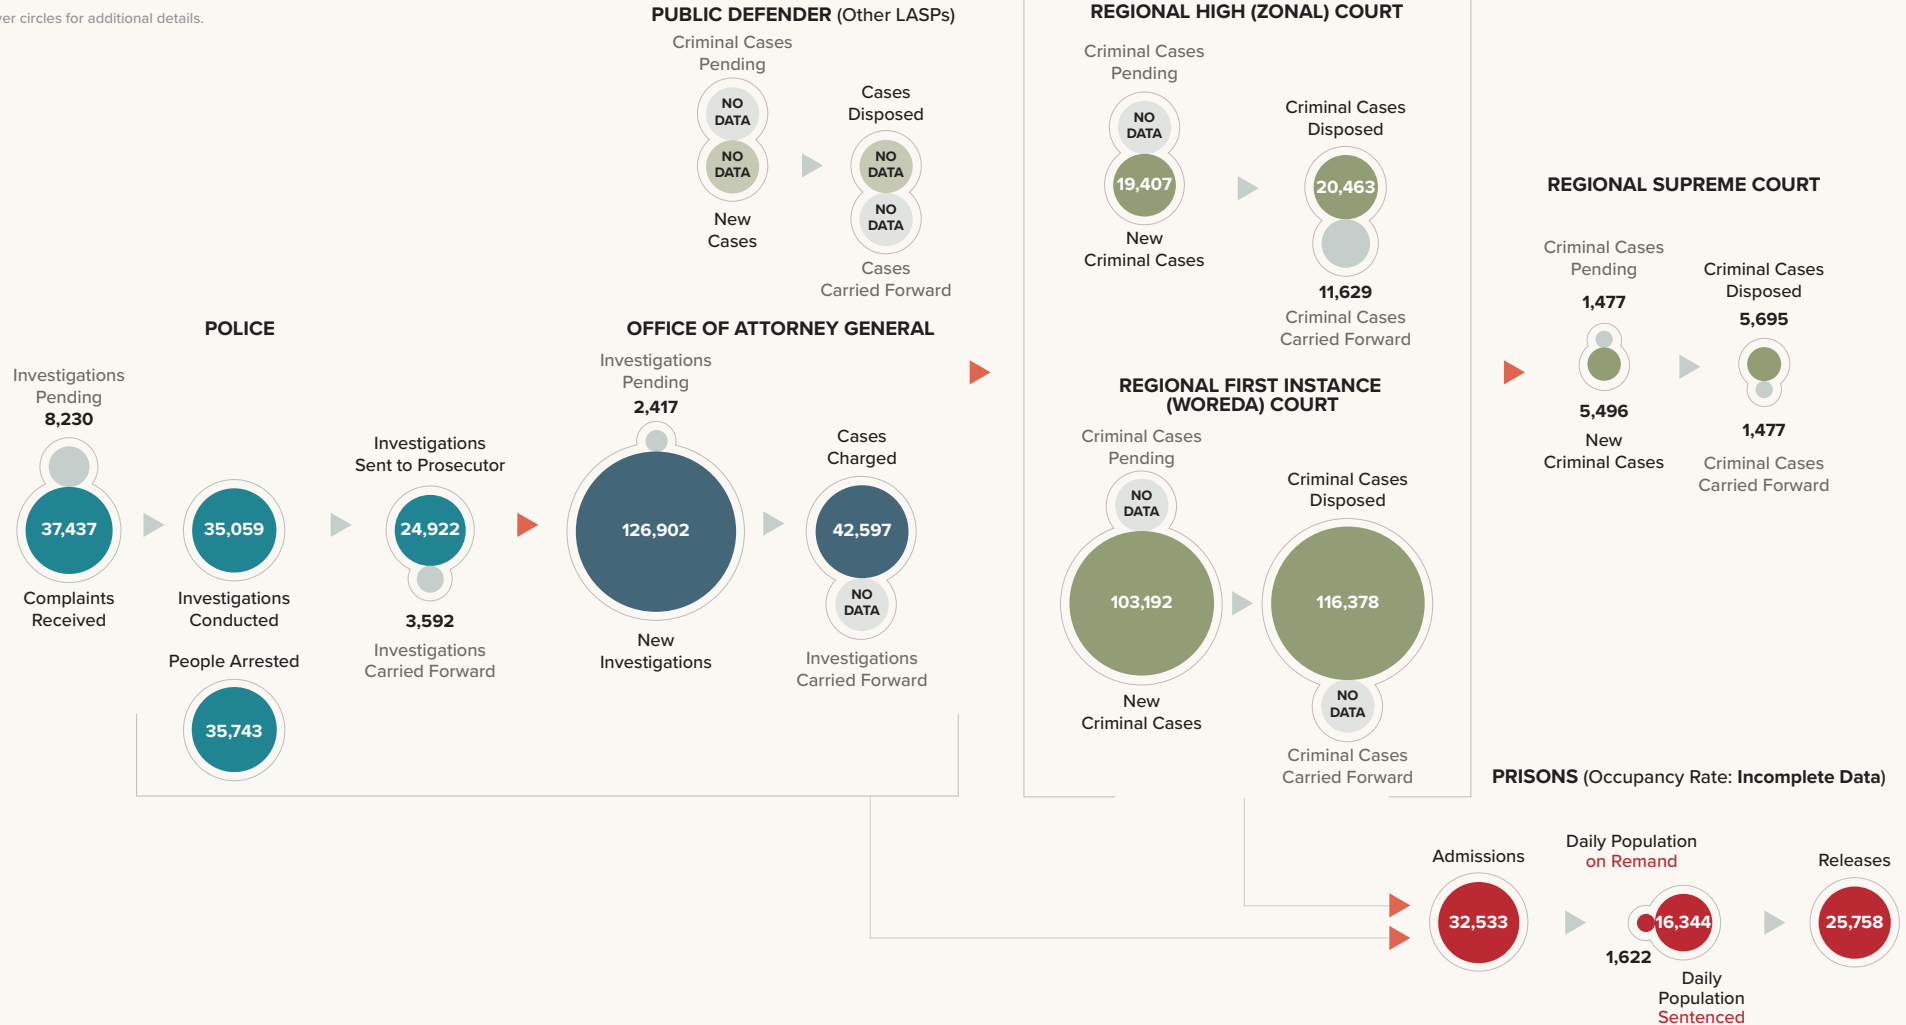 er circles for additional details.
PUBLIC DEFENDER (Other LASPs)
Criminal Cases
Pending
NO
DATA
NO
DATA
New
Cases
Cases
Disposed
NO
DATA
NO
DATA
Cases
Carried Forward
POLICE
Investigations
Pending
8,230
37,437
Complaints
Received
35,059
Investigations
Conducted
People Arrested
35,743
Investigations
Sent to Prosecutor
24,922
3,592
Investigations
Carried Forward
OFFICE OF ATTORNEY GENERAL
Investigations
Pending
2,417
126,902
New
Investigations
Cases
Charged
42,597
NO
DATA
Investigations
Carried Forward
REGIONAL HIGH (ZONAL) COURT
Criminal Cases
Pending
NO
DATA
19,407
New
Criminal Cases
Criminal Cases
Disposed
20,463
11,629
Criminal Cases
Carried Forward
REGIONAL FIRST INSTANCE
(WOREDA) COURT
Criminal Cases
Pending
NO
DATA
103,192
New
Criminal Cases
Criminal Cases
Disposed
116,378
NO
DATA
Criminal Cases
Carried Forward
REGIONAL SUPREME COURT
Criminal Cases
Pending
1,477
5,496
New
Criminal Cases
Criminal Cases
Disposed
5,695
1,477
Criminal Cases
Carried Forward
PRISONS (Occupancy Rate: Incomplete Data)
Admissions
32,533
Daily Population
on Remand
1,622
16,344
Daily
Population
Sentenced
Releases
25,758